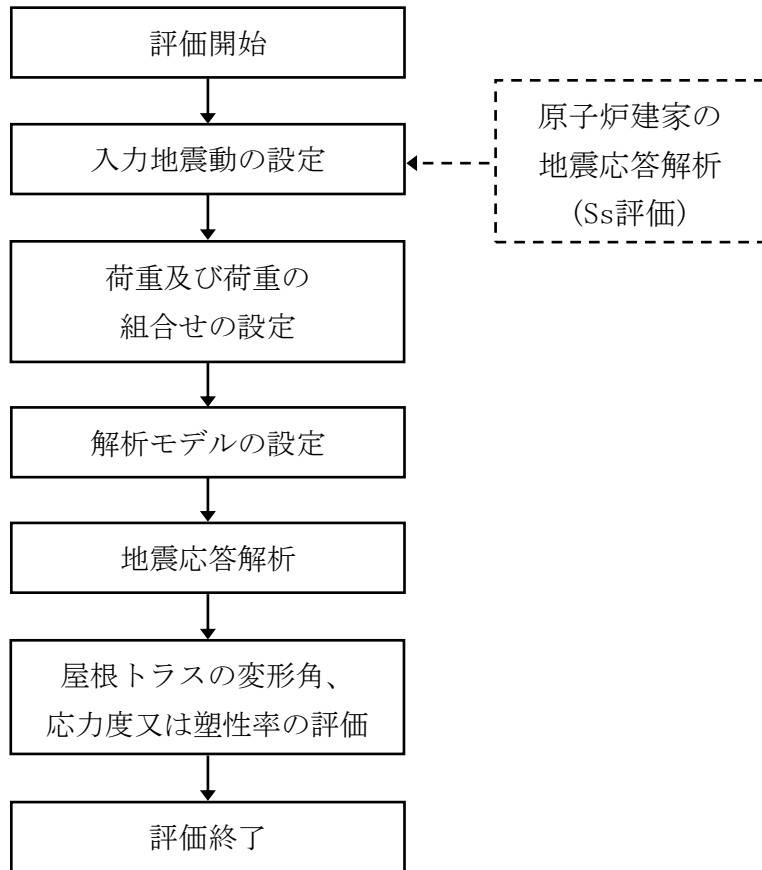 評価開始
入力地震動の設定
原子炉建家の
地震応答解析
(Ss評価)
荷重及び荷重の
組合せの設定
解析モデルの設定
地震応答解析
屋根トラスの変形角、
応力度又は塑性率の評価
評価終了